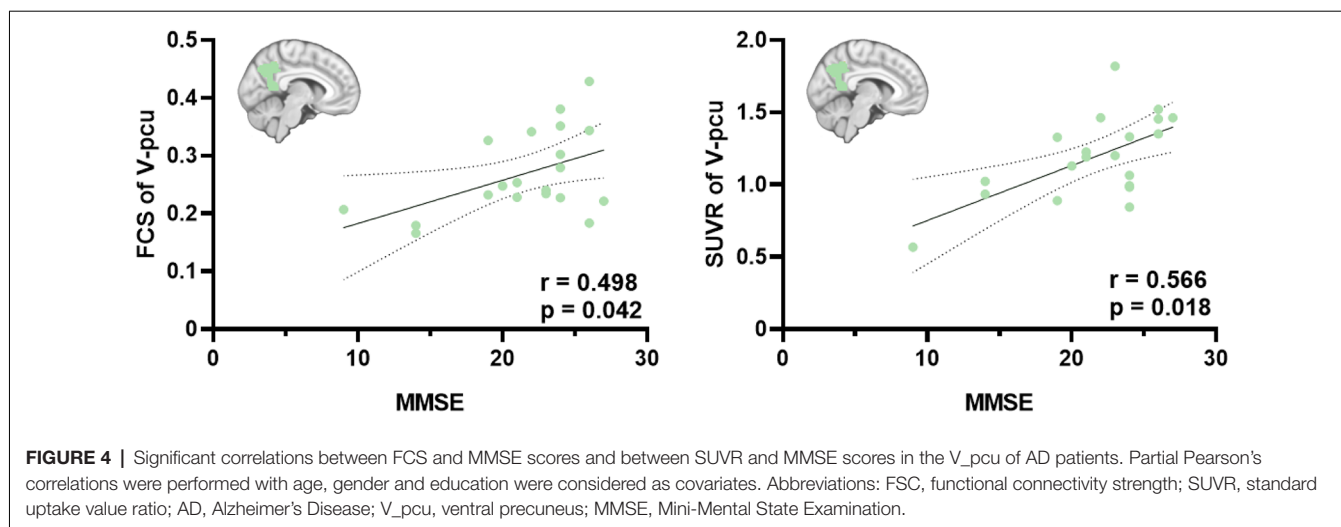 0.5
0.4
0.3
0.2
0.1
0
FCS of V-pcu
r = 0.498
p = 0.042
0
10
20
30
MMSE
2.0
1.5
1.0
0.5
0
SUVR of V-pcu
r = 0.566
p = 0.018
0
10
20
30
MMSE
FIGURE 4 | Significant correlations between FCS and MMSE scores and between SUVR and MMSE scores in the V_pcu of AD patients. Partial Pearson's
correlations were performed with age, gender and education were considered as covariates. Abbreviations: FSC, functional connectivity strength; SUVR, standard
uptake value ratio; AD, Alzheimer's Disease; V_pcu, ventral precuneus; MMSE, Mini-Mental State Examination.